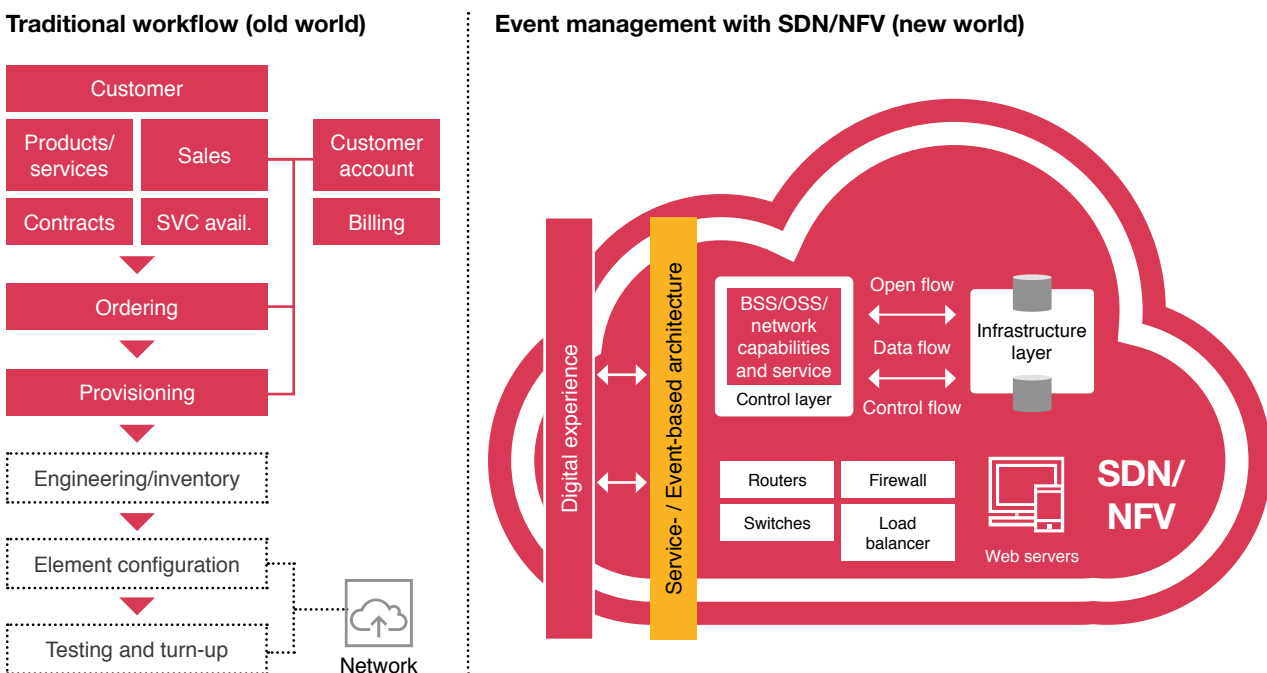 Traditional workflow (old world)
Customer
Products/
services
Sales
Customer
account
Contracts
SVC avail.
Billing
Ordering
Provisioning
Engineering/inventory
Element configuration
Testing and turn-up
Network
Event management with SDN/NFV (new world)
Digital experience
Service- / Event-based architecture
BSS/OSS/
network
capabilities
and service
Control layer
Open flow
Data flow
Control flow
Infrastructure
layer
Routers
Firewall
Switches
Load
balancer
Web servers
SDN/
NFV